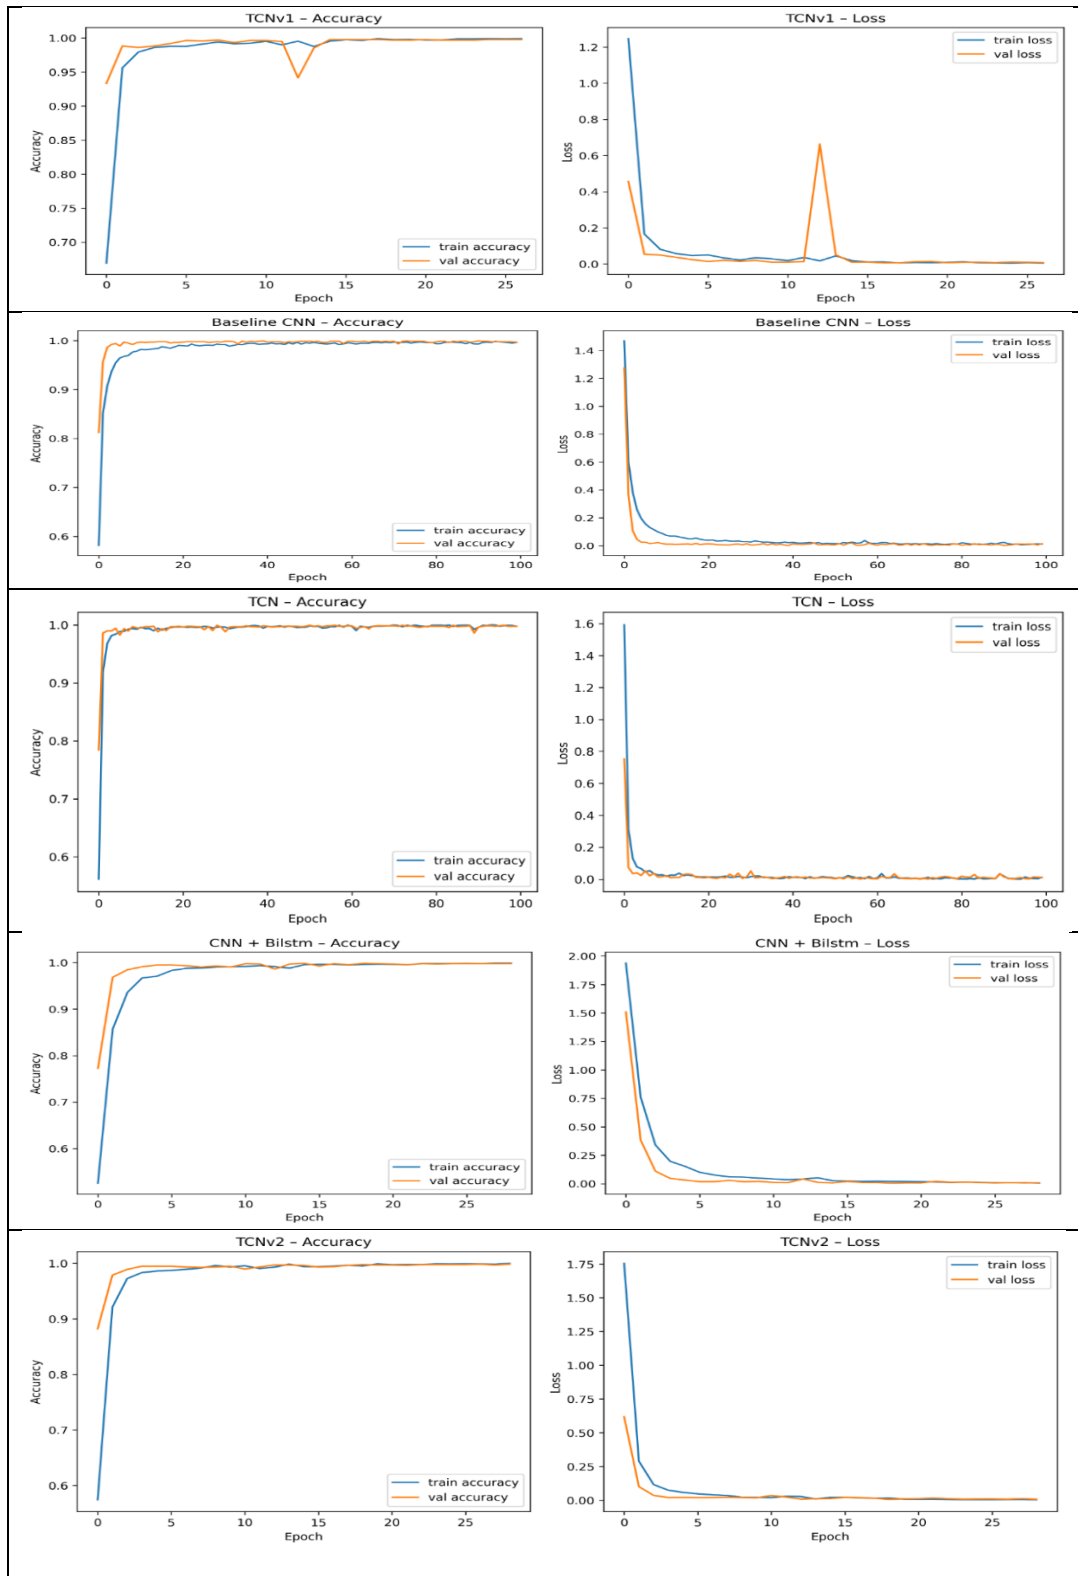 TCNv1 – Accuracy
1.00
0.95
0.90
0.85
0.80
0.75
0.70
Accuracy
train accuracy
val accuracy
0 5 10 15 20 25
Epoch
TCNv1 – Loss
1.2
1.0
0.8
0.6
0.4
0.2
0.0
Loss
train loss
val loss
0 5 10 15 20 25
Epoch
Baseline CNN – Accuracy
1.0
0.9
0.8
0.7
0.6
Accuracy
train accuracy
val accuracy
0 20 40 60 80 100
Epoch
Baseline CNN – Loss
1.4
1.2
1.0
0.8
0.6
0.4
0.2
0.0
Loss
train loss
val loss
0 20 40 60 80 100
Epoch
TCN – Accuracy
1.0
0.9
0.8
0.7
0.6
Accuracy
train accuracy
val accuracy
0 20 40 60 80 100
Epoch
TCN – Loss
1.6
1.4
1.2
1.0
0.8
0.6
0.4
0.2
0.0
Loss
train loss
val loss
0 20 40 60 80 100
Epoch
CNN + Bilstm – Accuracy
1.0
0.9
0.8
0.7
0.6
Accuracy
train accuracy
val accuracy
0 5 10 15 20 25
Epoch
CNN + Bilstm – Loss
2.00
1.75
1.50
1.25
1.00
0.75
0.50
0.25
0.00
Loss
train loss
val loss
0 5 10 15 20 25
Epoch
TCNv2 – Accuracy
1.0
0.9
0.8
0.7
0.6
Accuracy
train accuracy
val accuracy
0 5 10 15 20 25
Epoch
TCNv2 – Loss
1.75
1.50
1.25
1.00
0.75
0.50
0.25
0.00
Loss
train loss
val loss
0 5 10 15 20 25
Epoch